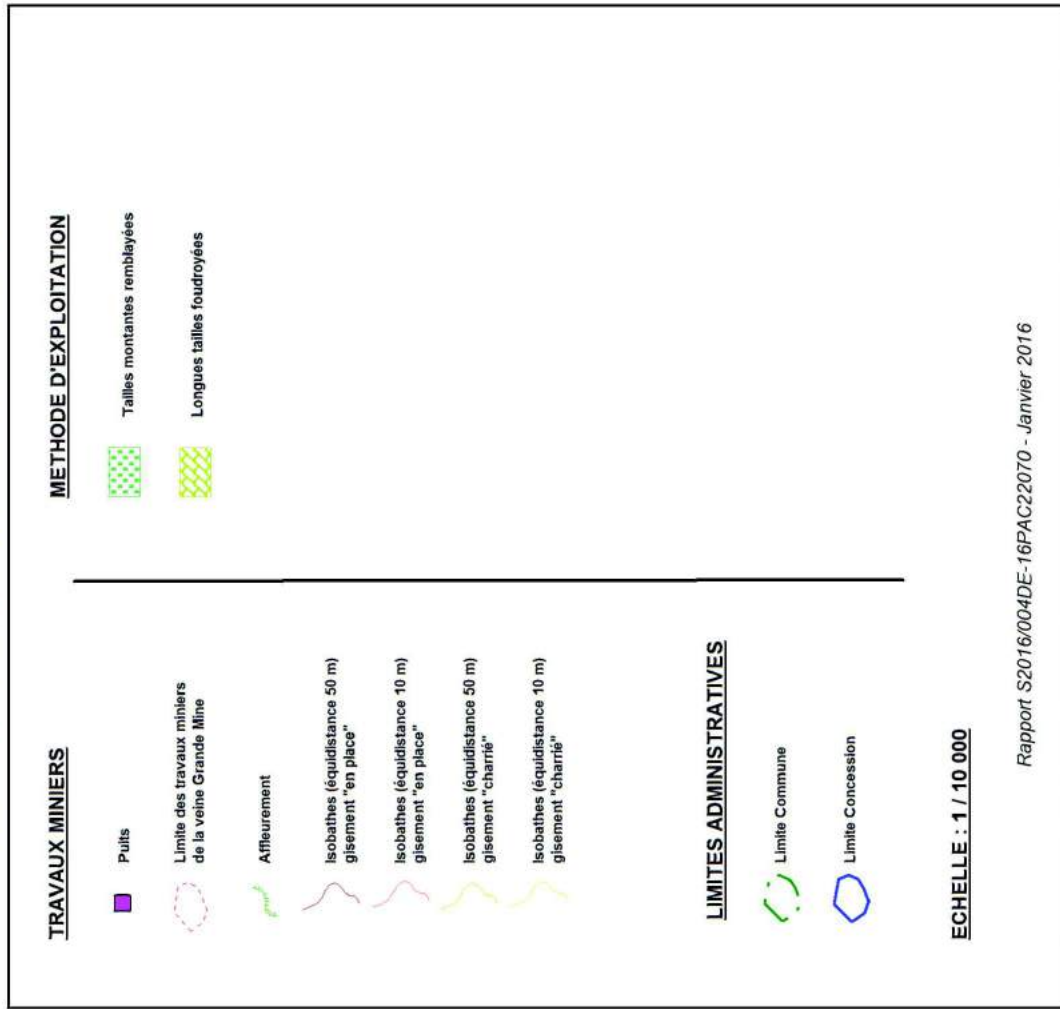 TRAVAUX MINIERS
Puits
Limite des travaux miniers
de la veine Grande Mine
Affleurement
Isobathes (équidistance 50 m)
gisement "en place"
Isobathes (équidistance 10 m)
gisement "en place"
Isobathes (équidistance 50 m)
gisement "charrié"
Isobathes (équidistance 10 m)
gisement "charrié"
LIMITES ADMINISTRATIVES
Limite Commune
Limite Concession
ECHELLE : 1 / 10 000
METHODE D'EXPLOITATION
Tailles montantes remblayées
Longues tailles foudroyées
Rapport S2016/004DE-16PAC22070 - Janvier 2016